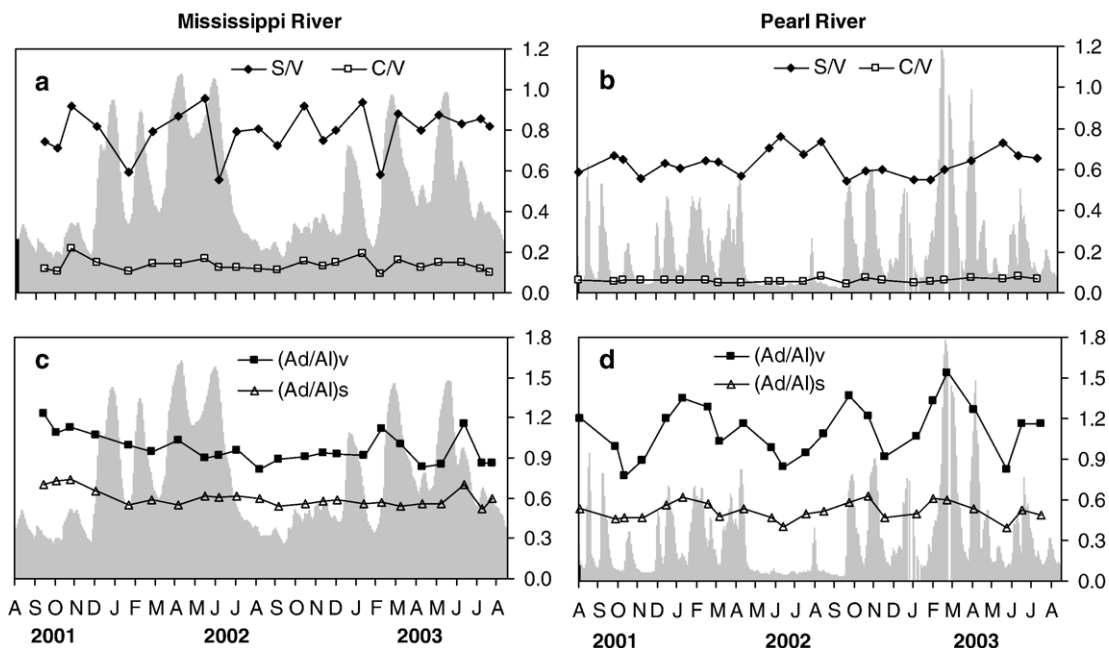 Mississippi River
Pearl River
a
S/V
C/V
1.2
1.0
0.8
0.6
0.4
0.2
0.0
b
S/V
C/V
1.2
1.0
0.8
0.6
0.4
0.2
0.0
c
(Ad/Al)v
(Ad/Al)s
1.8
1.5
1.2
0.9
0.6
0.3
0.0
d
(Ad/Al)v
(Ad/Al)s
1.8
1.5
1.2
0.9
0.6
0.3
0.0
A S O N D J F M A M J J A S O N D J F M A M J J A
2001 2002 2003
A S O N D J F M A M J J A S O N D J F M A M J J A
2001 2002 2003